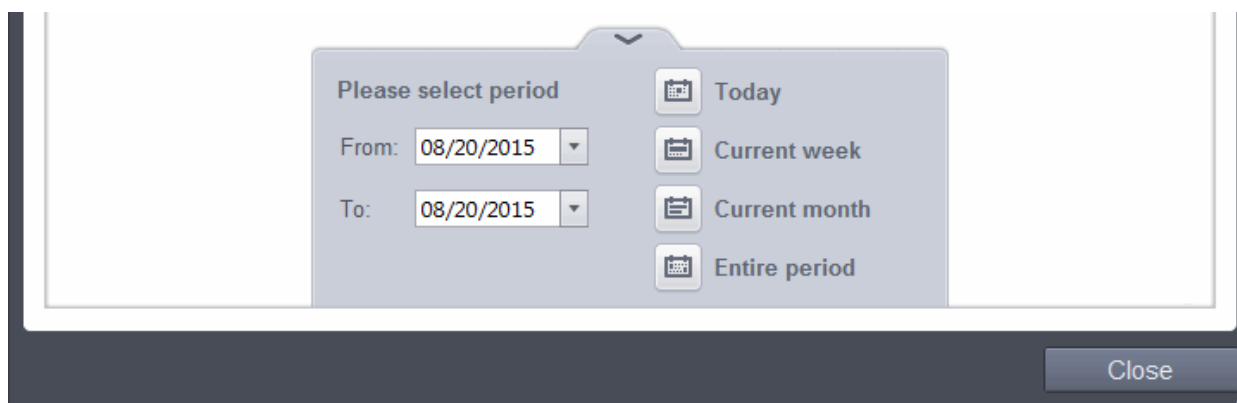 Please select period
From: 08/20/2015
To: 08/20/2015
Today
Current week
Current month
Entire period
Close